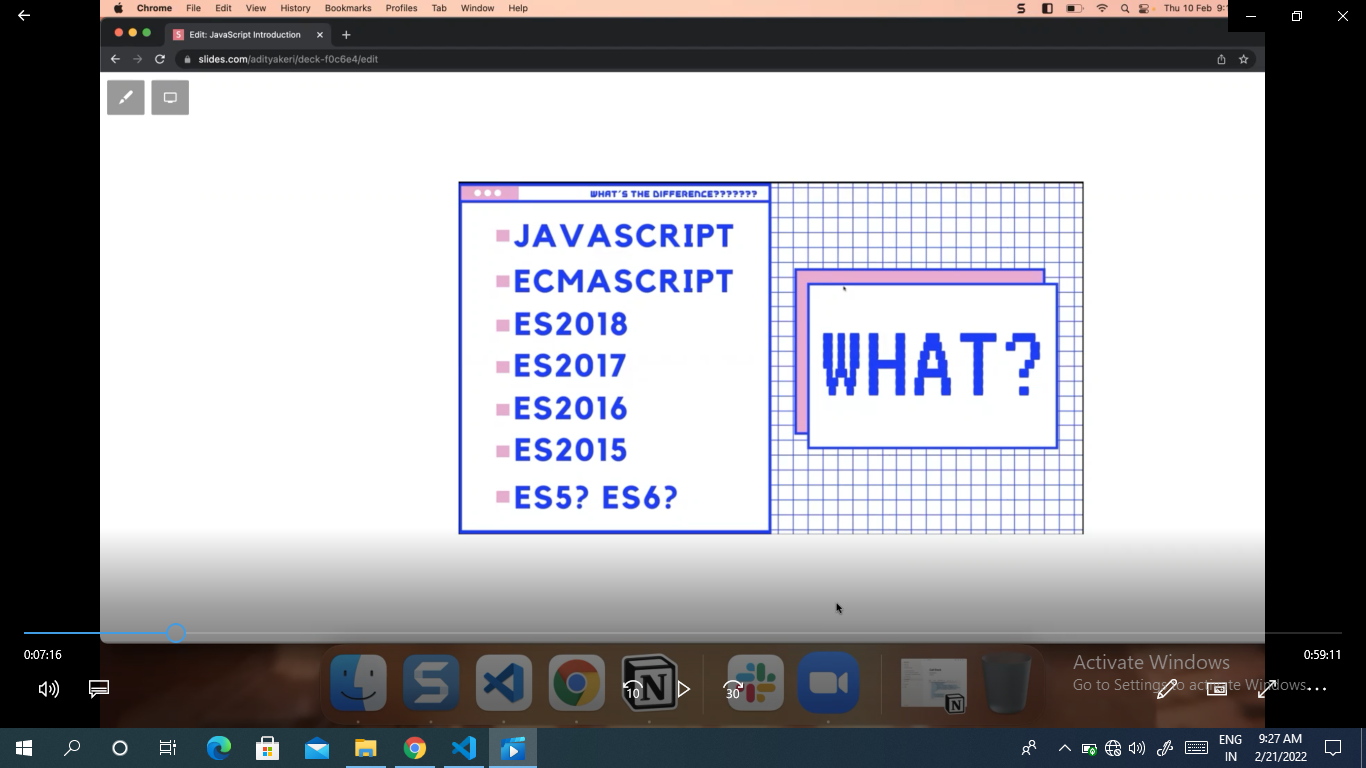 Chrome File Edit View History Bookmarks Profiles Tab Window Help
Thu 10 Feb
Edit: JavaScript Introduction
slides.com/adityakeri/deck-f0c6e4/edit
WHAT'S THE DIFFERENCE???????
JAVASCRIPT
ECMASCRIPT
ES2018
ES2017
ES2016
ES2015
ES5? ES6?
WHAT?
0:07:16
0:59:11
10
30
Activate Windows
Go to Settings to activate Windows.
ENG
IN
9:27 AM
2/21/2022